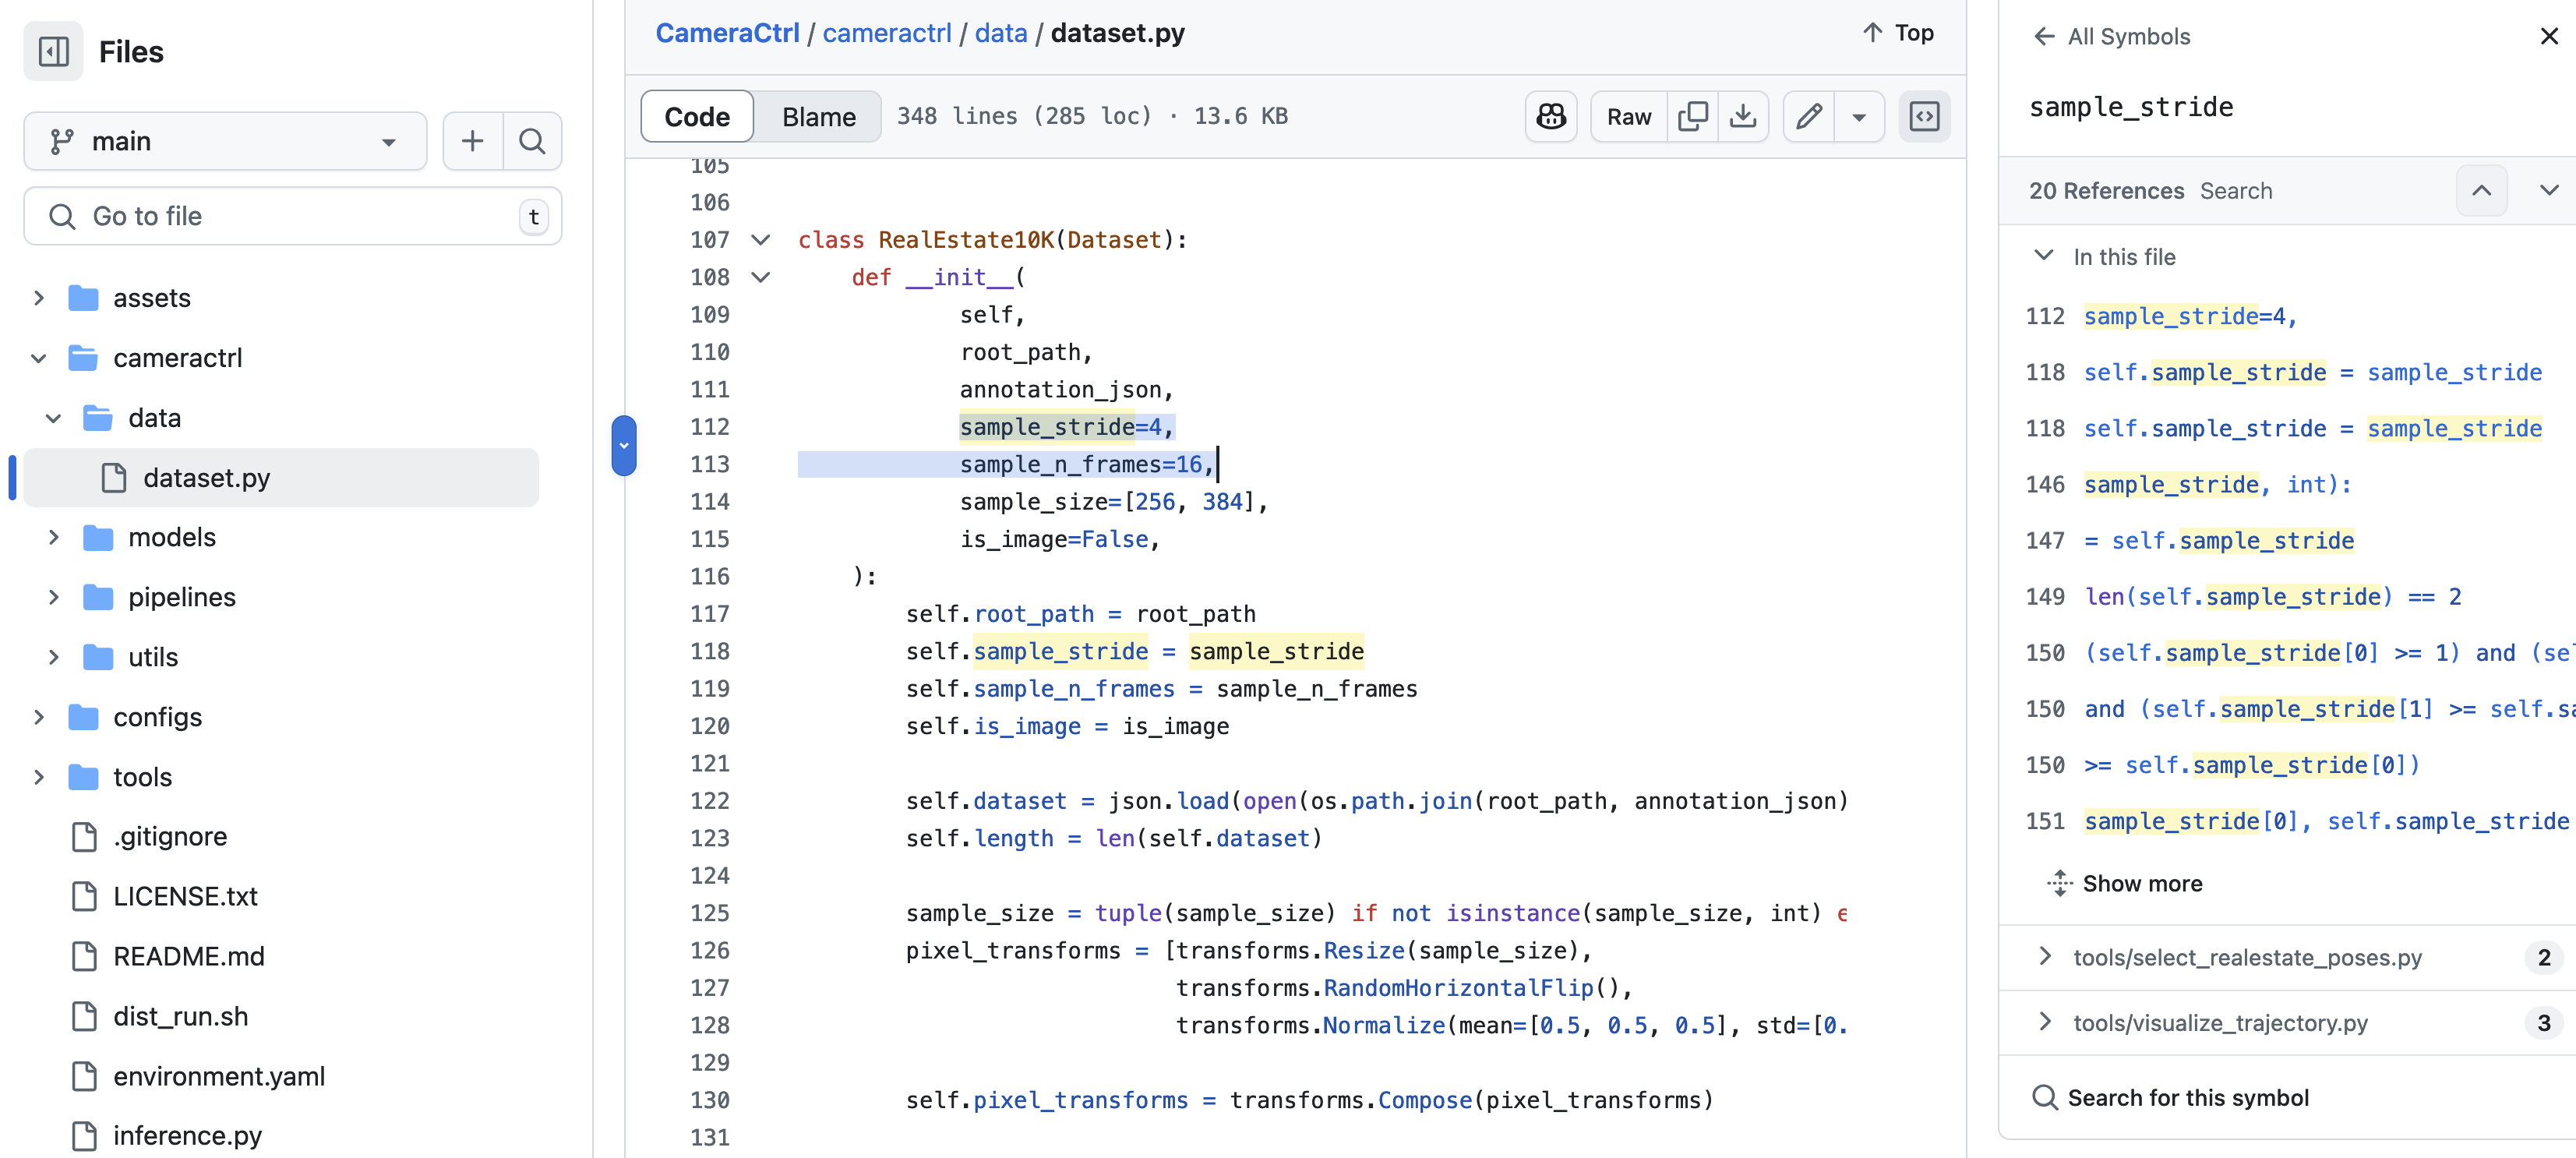 Files
main
Go to file
t
assets
cameractrl
data
dataset.py
models
pipelines
utils
configs
tools
.gitignore
LICENSE.txt
README.md
dist_run.sh
environment.yaml
inference.py
CameraCtrl / cameractrl / data / dataset.py
Top
Code Blame 348 lines (285 loc) · 13.6 KB
Raw
105
106
107 class RealEstate10K(Dataset):
108 def __init__(
109 self,
110 root_path,
111 annotation_json,
112 sample_stride=4,
113 sample_n_frames=16,
114 sample_size=[256, 384],
115 is_image=False,
116 ):
117 self.root_path = root_path
118 self.sample_stride = sample_stride
119 self.sample_n_frames = sample_n_frames
120 self.is_image = is_image
121
122 self.dataset = json.load(open(os.path.join(root_path, annotation_json)
123 self.length = len(self.dataset)
124
125 sample_size = tuple(sample_size) if not isinstance(sample_size, int) e
126 pixel_transforms = [transforms.Resize(sample_size),
127 transforms.RandomHorizontalFlip(),
128 transforms.Normalize(mean=[0.5, 0.5, 0.5], std=[0.
129
130 self.pixel_transforms = transforms.Compose(pixel_transforms)
131
All Symbols
sample_stride
20 References Search
In this file
112 sample_stride=4,
118 self.sample_stride = sample_stride
118 self.sample_stride = sample_stride
146 sample_stride, int):
147 = self.sample_stride
149 len(self.sample_stride) == 2
150 (self.sample_stride[0] >= 1) and (sel
150 and (self.sample_stride[1] >= self.sa
150 >= self.sample_stride[0])
151 sample_stride[0], self.sample_stride
Show more
tools/select_realestate_poses.py 2
tools/visualize_trajectory.py 3
Search for this symbol